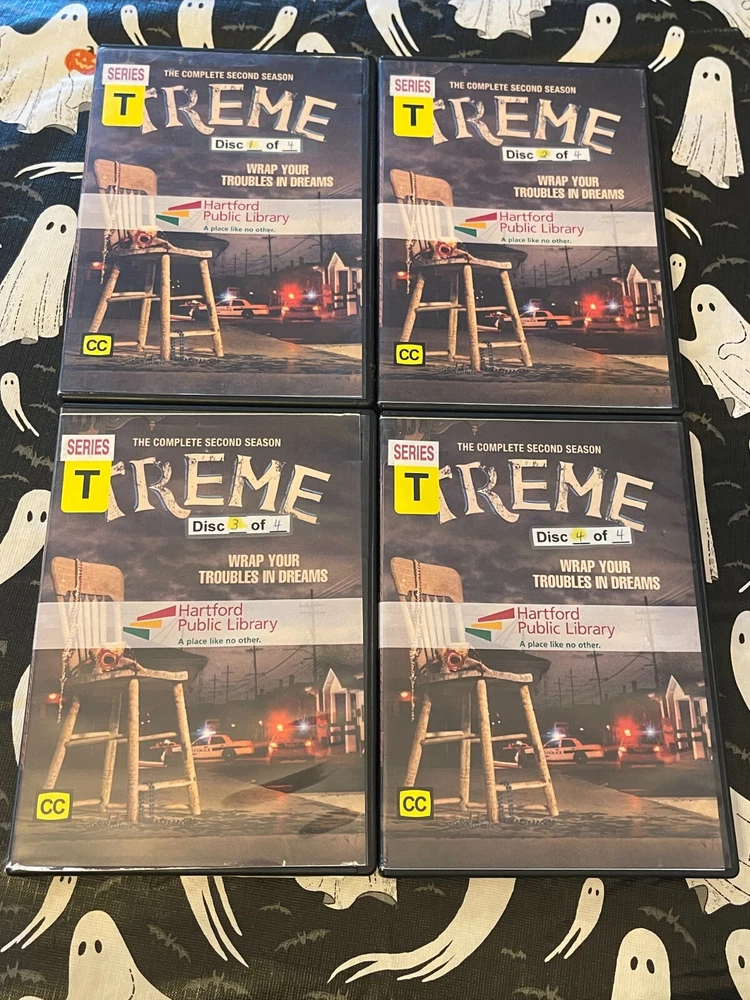 SERIES
T
THE COMPLETE SECOND SEASON
TREME
Disc 1 of 4
WRAP YOUR
TROUBLES IN DREAMS
Hartford
Public Library
A place like no other.
CC
SERIES
T
THE COMPLETE SECOND SEASON
TREME
Disc 2 of 4
WRAP YOUR
TROUBLES IN DREAMS
Hartford
Public Library
A place like no other.
CC
SERIES
T
THE COMPLETE SECOND SEASON
TREME
Disc 3 of 4
WRAP YOUR
TROUBLES IN DREAMS
Hartford
Public Library
A place like no other.
CC
SERIES
T
THE COMPLETE SECOND SEASON
TREME
Disc 4 of 4
WRAP YOUR
TROUBLES IN DREAMS
Hartford
Public Library
A place like no other.
CC